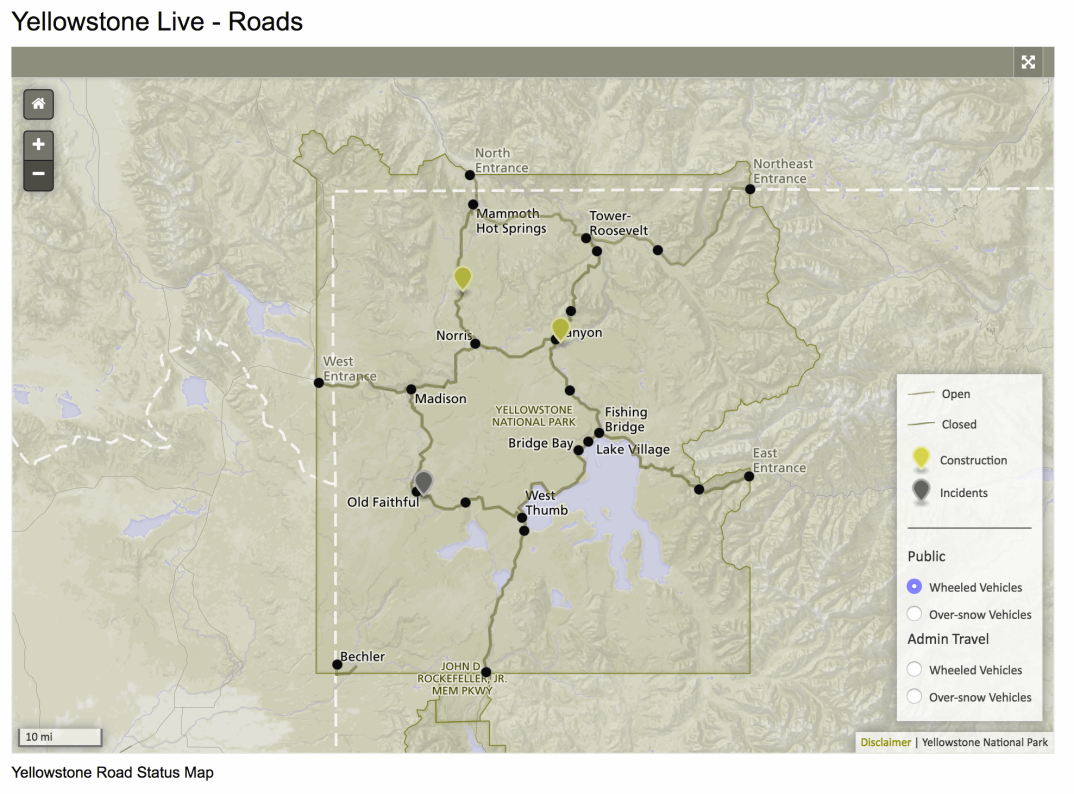 Yellowstone Live - Roads
North
Entrance
Northeast
Entrance
Mammoth
Hot Springs
Tower-
Roosevelt
Norris
anyon
West
Entrance
Madison
YELLOWSTONE
NATIONAL PARK
Fishing
Bridge
Bridge Bay
Lake Village
East
Entrance
Old Faithful
West
Thumb
Bechler
JOHN D.
ROCKEFELLER, JR.
MEM PKWY
Open
Closed
Construction
Incidents
Public
Wheeled Vehicles
Over-snow Vehicles
Admin Travel
Wheeled Vehicles
Over-snow Vehicles
10 mi
Disclaimer | Yellowstone National Park
Yellowstone Road Status Map